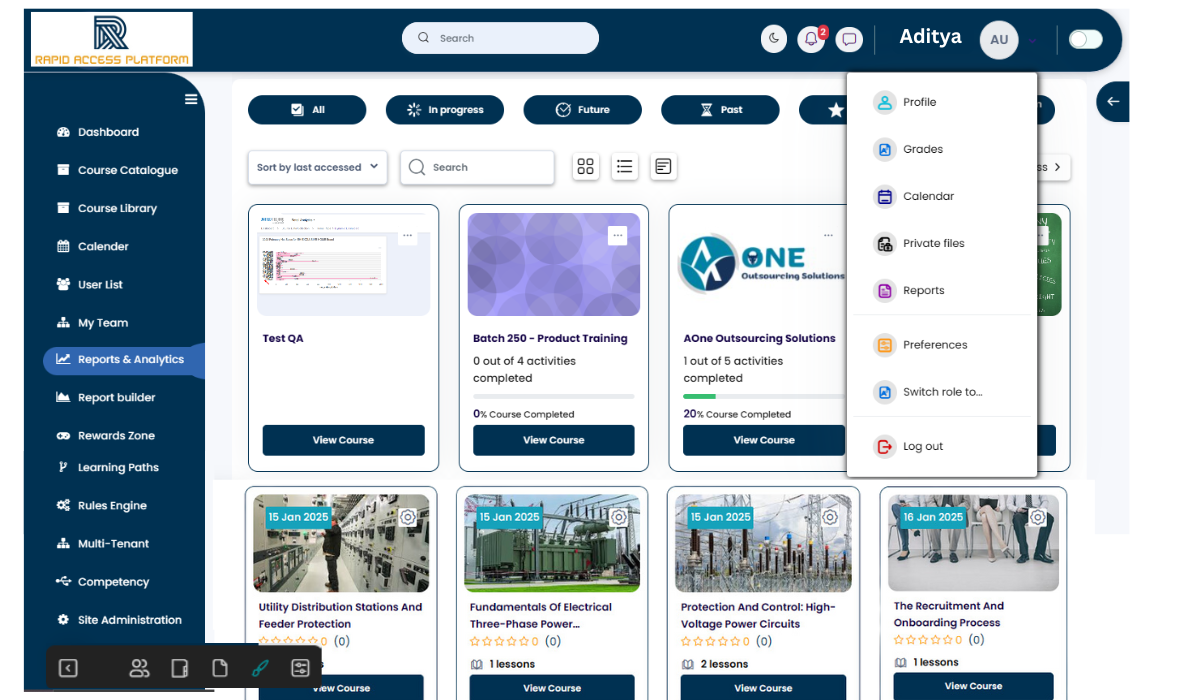 RAPID ACCESS PLATFORM
Search
2
Aditya
AU
Dashboard
Course Catalogue
Course Library
Calender
User List
My Team
Reports & Analytics
Report builder
Rewards Zone
Learning Paths
Rules Engine
Multi-Tenant
Competency
Site Administration
All
In progress
Future
Past
Sort by last accessed
Search
Profile
Grades
Calendar
Private files
Reports
Preferences
Switch role to...
Log out
Test QA
View Course
Batch 250 - Product Training
0 out of 4 activities
completed
0% Course Completed
View Course
ONE
Outsourcing Solutions
AOne Outsourcing Solutions
1 out of 5 activities
completed
20% Course Completed
View Course
15 Jan 2025
Utility Distribution Stations And
Feeder Protection
0 (0)
View Course
15 Jan 2025
Fundamentals Of Electrical
Three-Phase Power...
0 (0)
1 lessons
View Course
15 Jan 2025
Protection And Control: High-
Voltage Power Circuits
0 (0)
2 lessons
View Course
16 Jan 2025
The Recruitment And
Onboarding Process
0 (0)
1 lessons
View Course